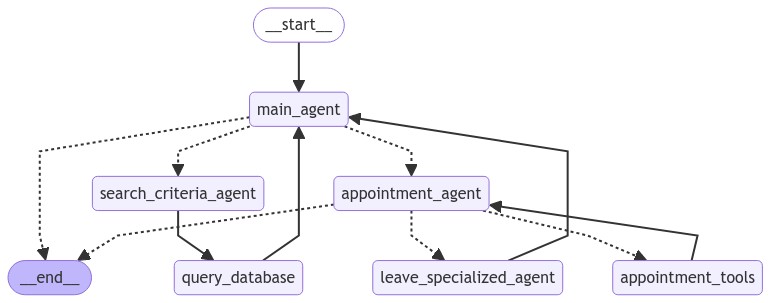 __start__
main_agent
search_criteria_agent
appointment_agent
__end__
query_database
leave_specialized_agent
appointment_tools